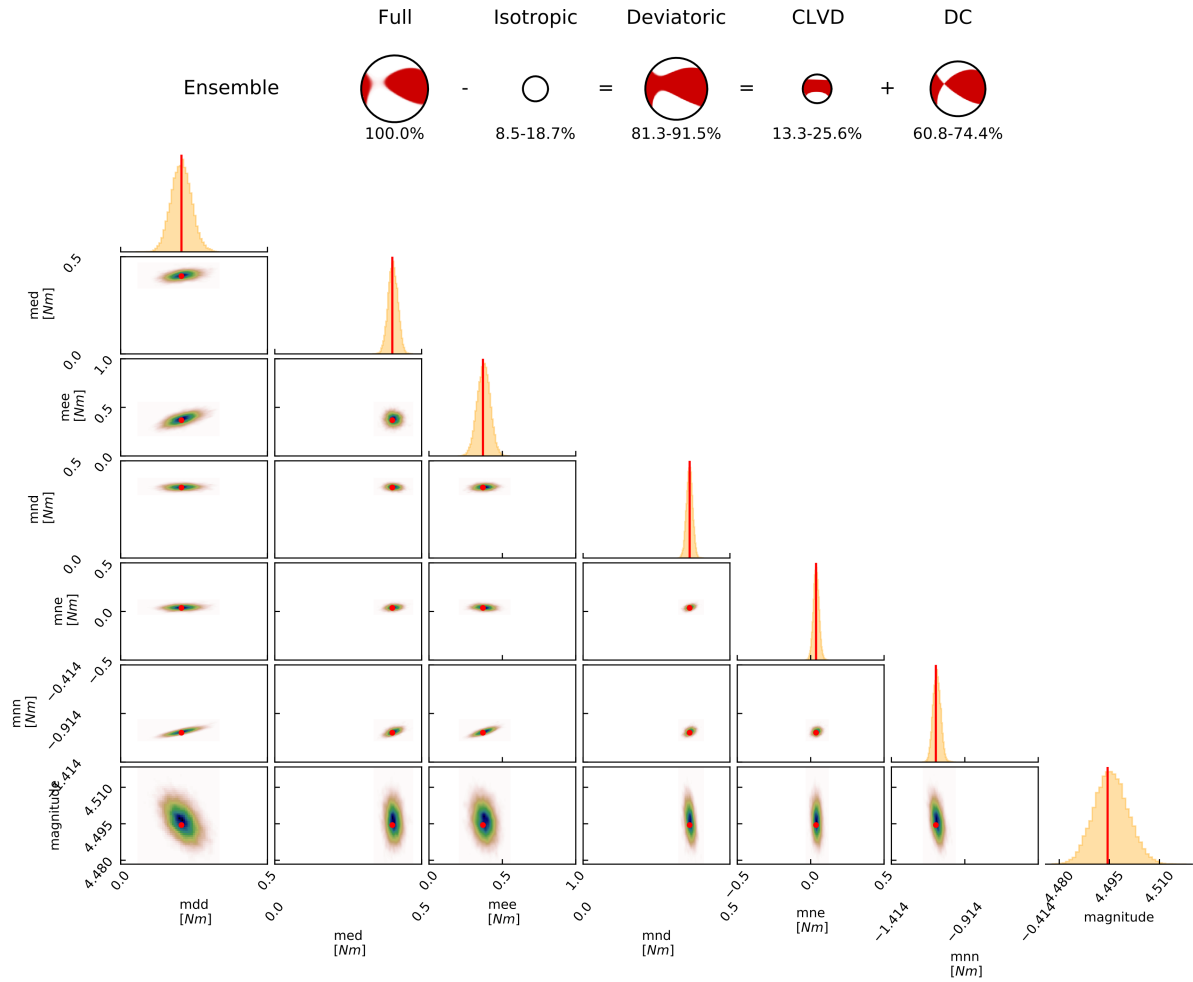 Full Isotropic Deviatoric CLVD DC
Ensemble - = = +
100.0% 8.5-18.7% 81.3-91.5% 13.3-25.6% 60.8-74.4%
0.5
med
[Nm]
0.0
1.0
mee
[Nm]
0.5
0.0
0.5
mnd
[Nm]
0.0
0.5
mne
[Nm]
0.0
−0.5
−0.414
mnn
[Nm]
−0.914
magnitude
4.510
4.495
4.480
0.0 0.5
mdd
[Nm]
0.0 0.5
med
[Nm]
0.0 0.5 1.0
mee
[Nm]
0.0 0.5
mnd
[Nm]
−0.5 0.0 0.5
mne
[Nm]
−1.414 −0.914 −0.414
mnn
[Nm]
4.480 4.495 4.510
magnitude